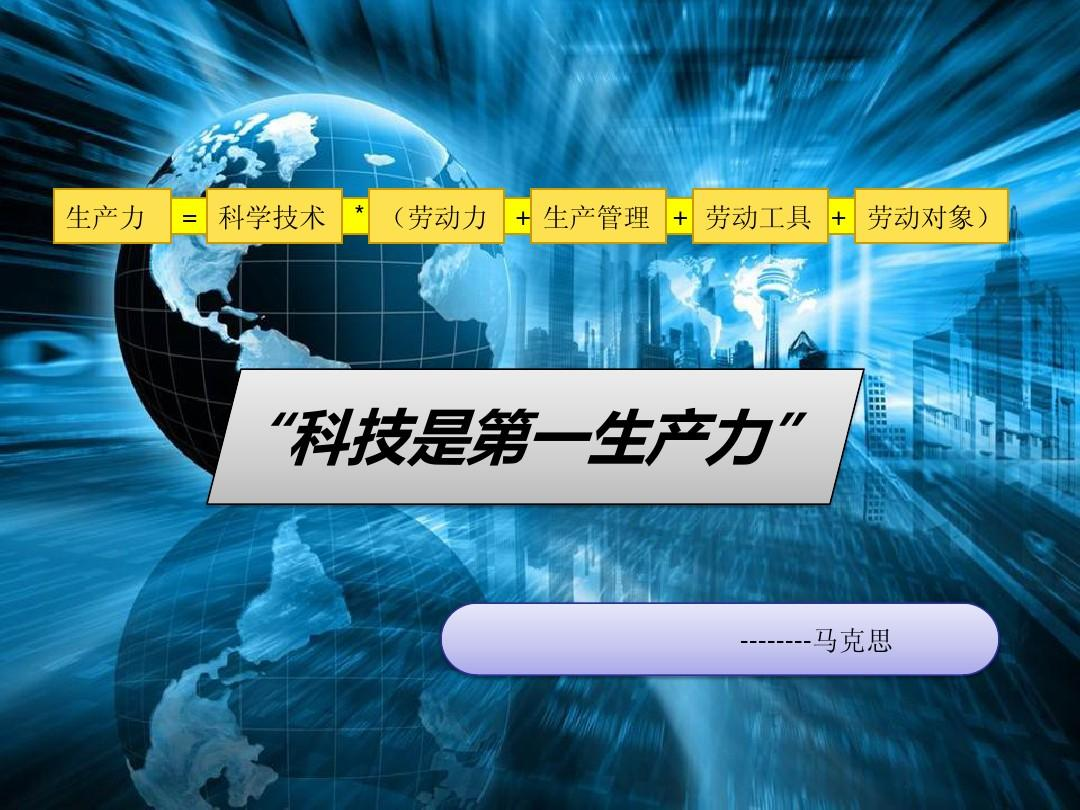 生产力 = 科学技术 * （劳动力 + 生产管理 + 劳动工具 + 劳动对象）
“科技是第一生产力”
--------马克思